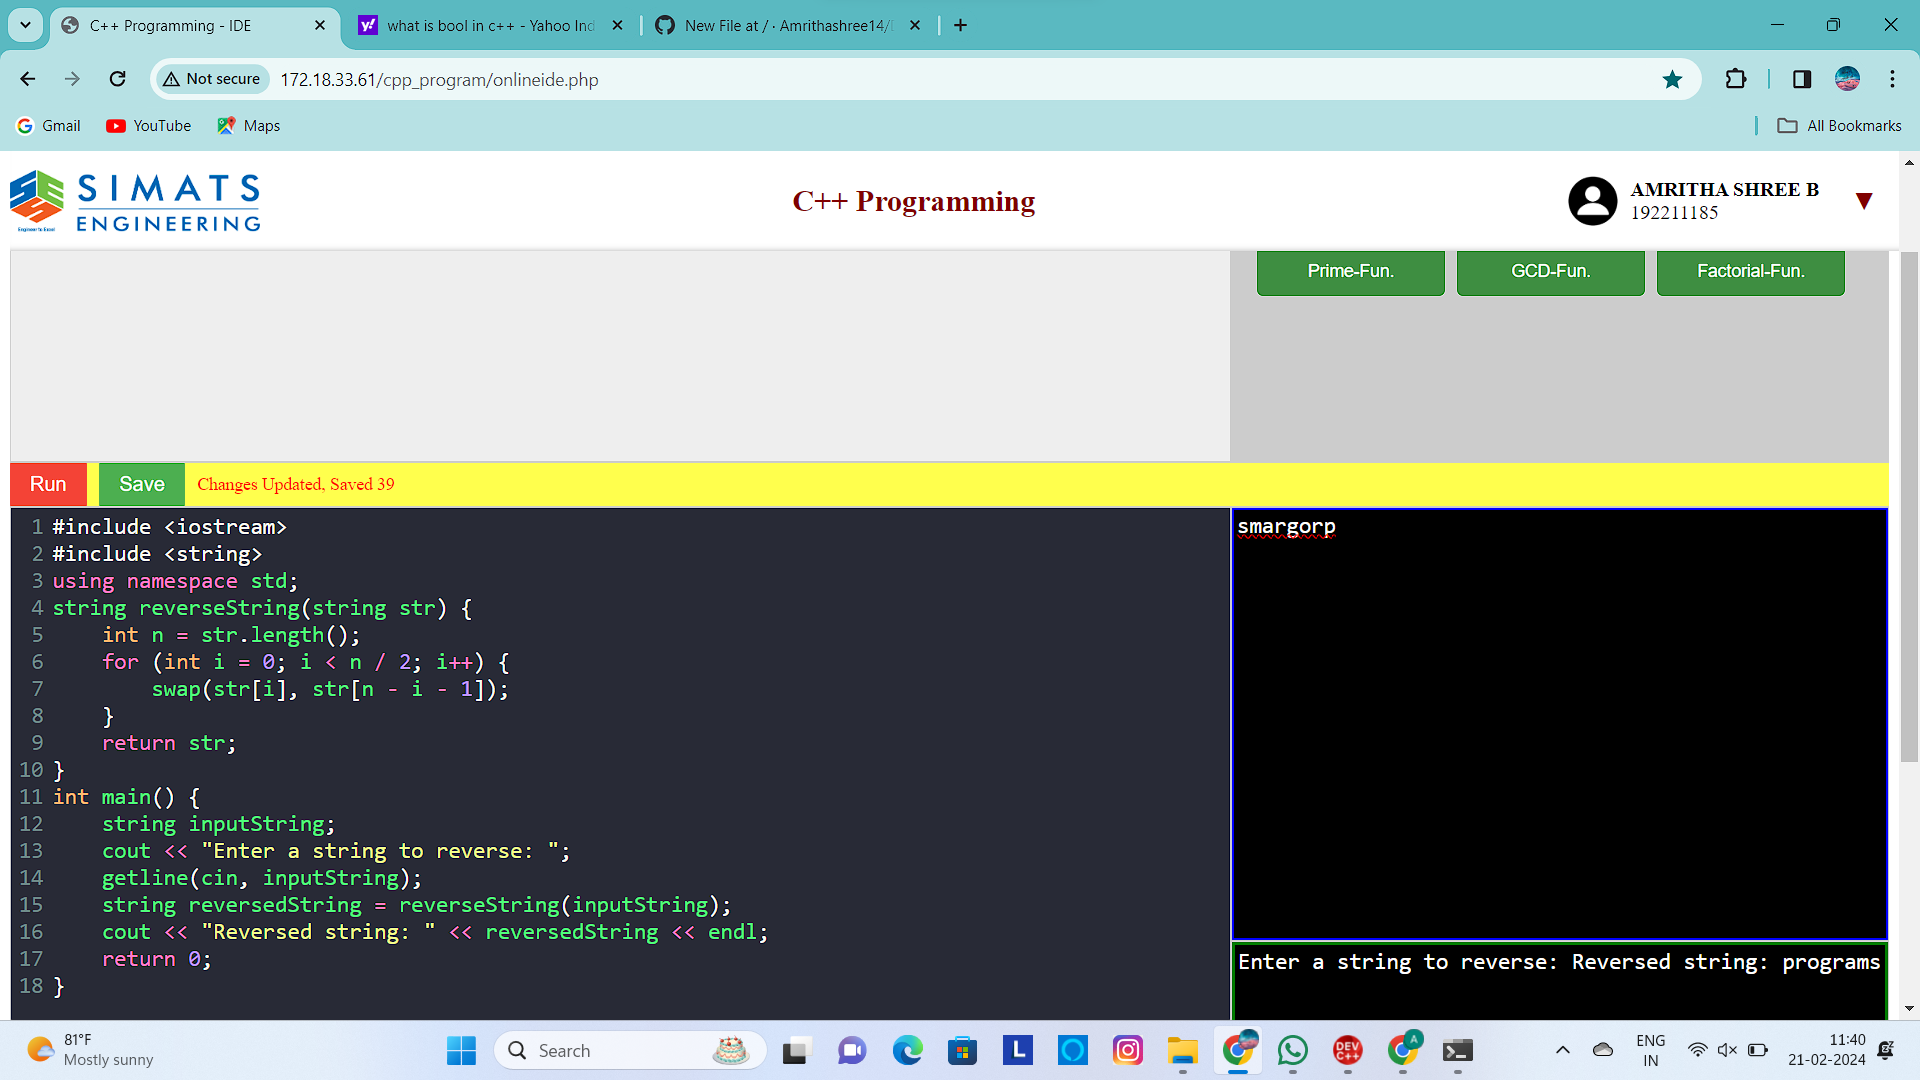 C++ Programming - IDE
what is bool in c++ - Yahoo Ind
New File at / · Amrithashree14/
Not secure
172.18.33.61/cpp_program/onlineide.php
Gmail
YouTube
Maps
All Bookmarks
SIMATS
ENGINEERING
Engineer to Excel
C++ Programming
AMRITHA SHREE B
192211185
Prime-Fun.
GCD-Fun.
Factorial-Fun.
Run
Save
Changes Updated, Saved 39
1 #include <iostream>
2 #include <string>
3 using namespace std;
4 string reverseString(string str) {
5     int n = str.length();
6     for (int i = 0; i < n / 2; i++) {
7         swap(str[i], str[n - i - 1]);
8     }
9     return str;
10 }
11 int main() {
12     string inputString;
13     cout << "Enter a string to reverse: ";
14     getline(cin, inputString);
15     string reversedString = reverseString(inputString);
16     cout << "Reversed string: " << reversedString << endl;
17     return 0;
18 }
smargorp
Enter a string to reverse: Reversed string: programs
81°F
Mostly sunny
Search
L
DEV
C++
A
ENG
IN
11:40
21-02-2024